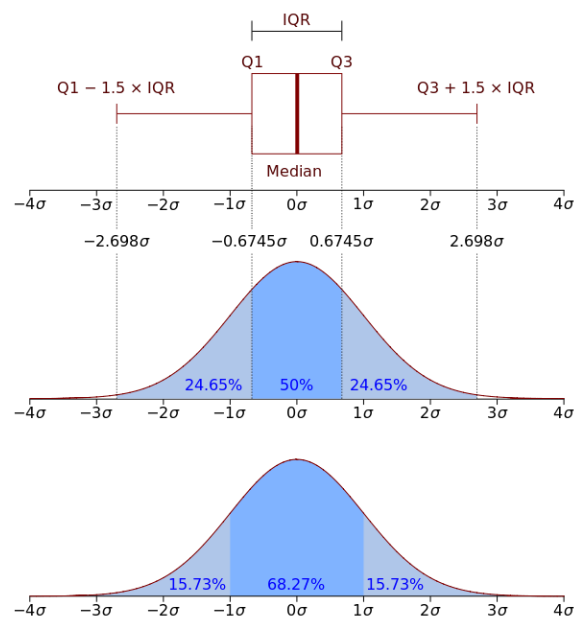 IQR
Q1 Q3
Q1 − 1.5 × IQR Q3 + 1.5 × IQR
Median
−4σ −3σ −2σ −1σ 0σ 1σ 2σ 3σ 4σ
−2.698σ −0.6745σ 0.6745σ 2.698σ
24.65% 50% 24.65%
−4σ −3σ −2σ −1σ 0σ 1σ 2σ 3σ 4σ
15.73% 68.27% 15.73%
−4σ −3σ −2σ −1σ 0σ 1σ 2σ 3σ 4σ